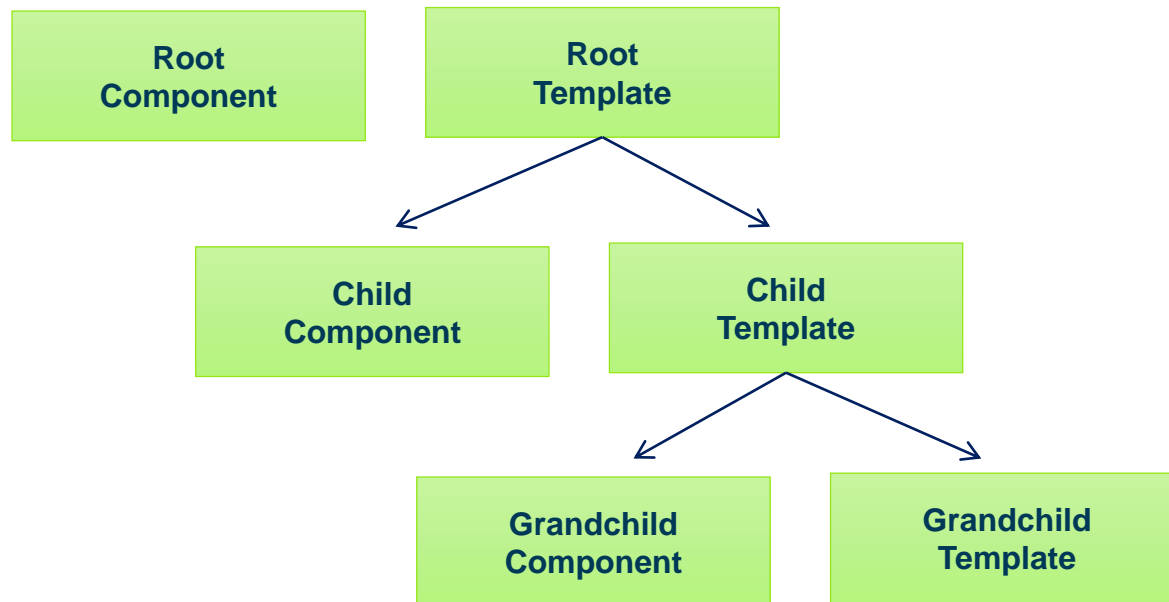 Root
Component
Root
Template
Child
Component
Child
Template
Grandchild
Component
Grandchild
Template